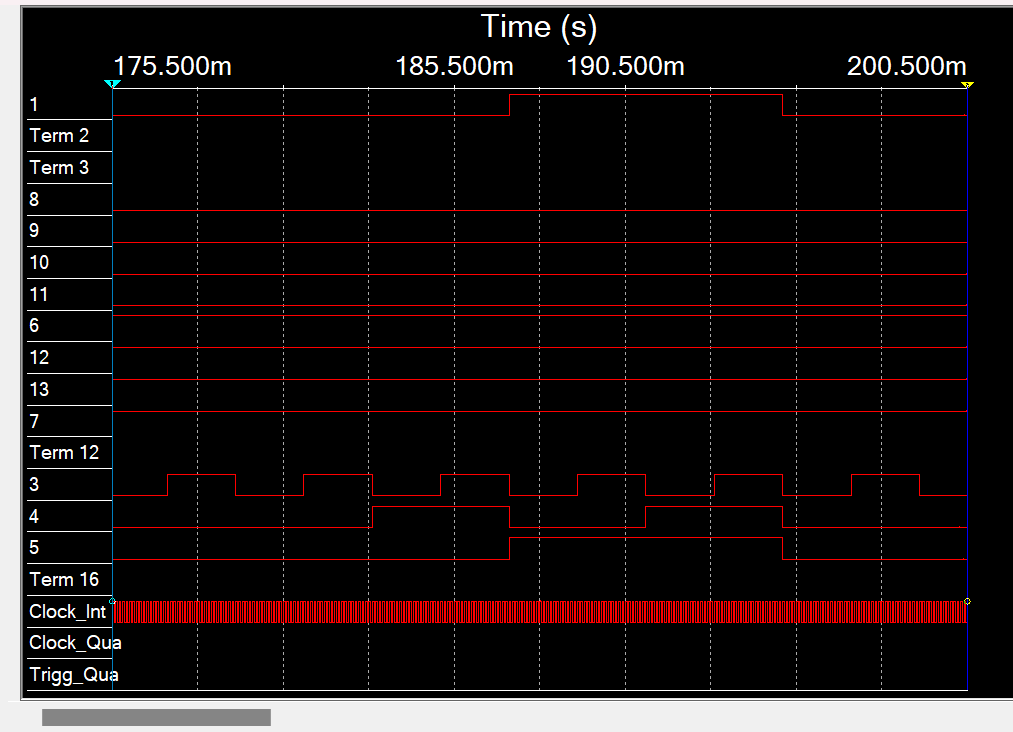 Time (s)
175.500m 185.500m 190.500m 200.500m
1
Term 2
Term 3
8
9
10
11
6
12
13
7
Term 12
3
4
5
Term 16
Clock_Int
Clock_Qua
Trigg_Qua